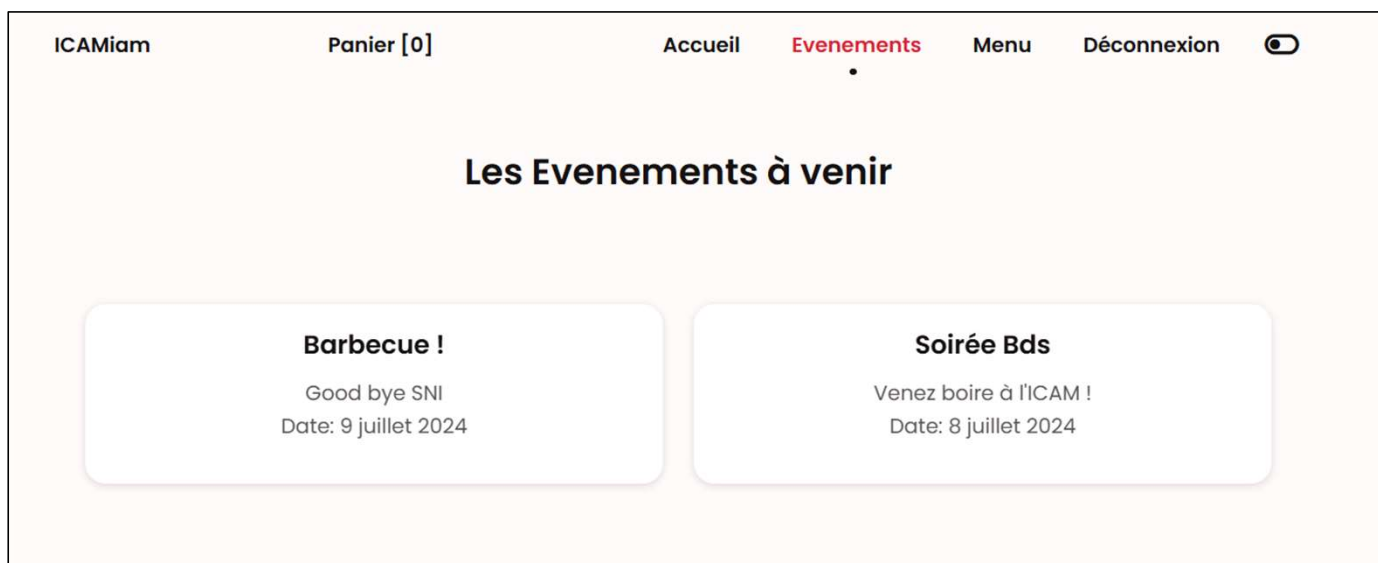 ICAMiam Panier [0] Accueil Evenements Menu Déconnexion
Les Evenements à venir
Barbecue !
Good bye SNI
Date: 9 juillet 2024
Soirée Bds
Venez boire à l'ICAM !
Date: 8 juillet 2024